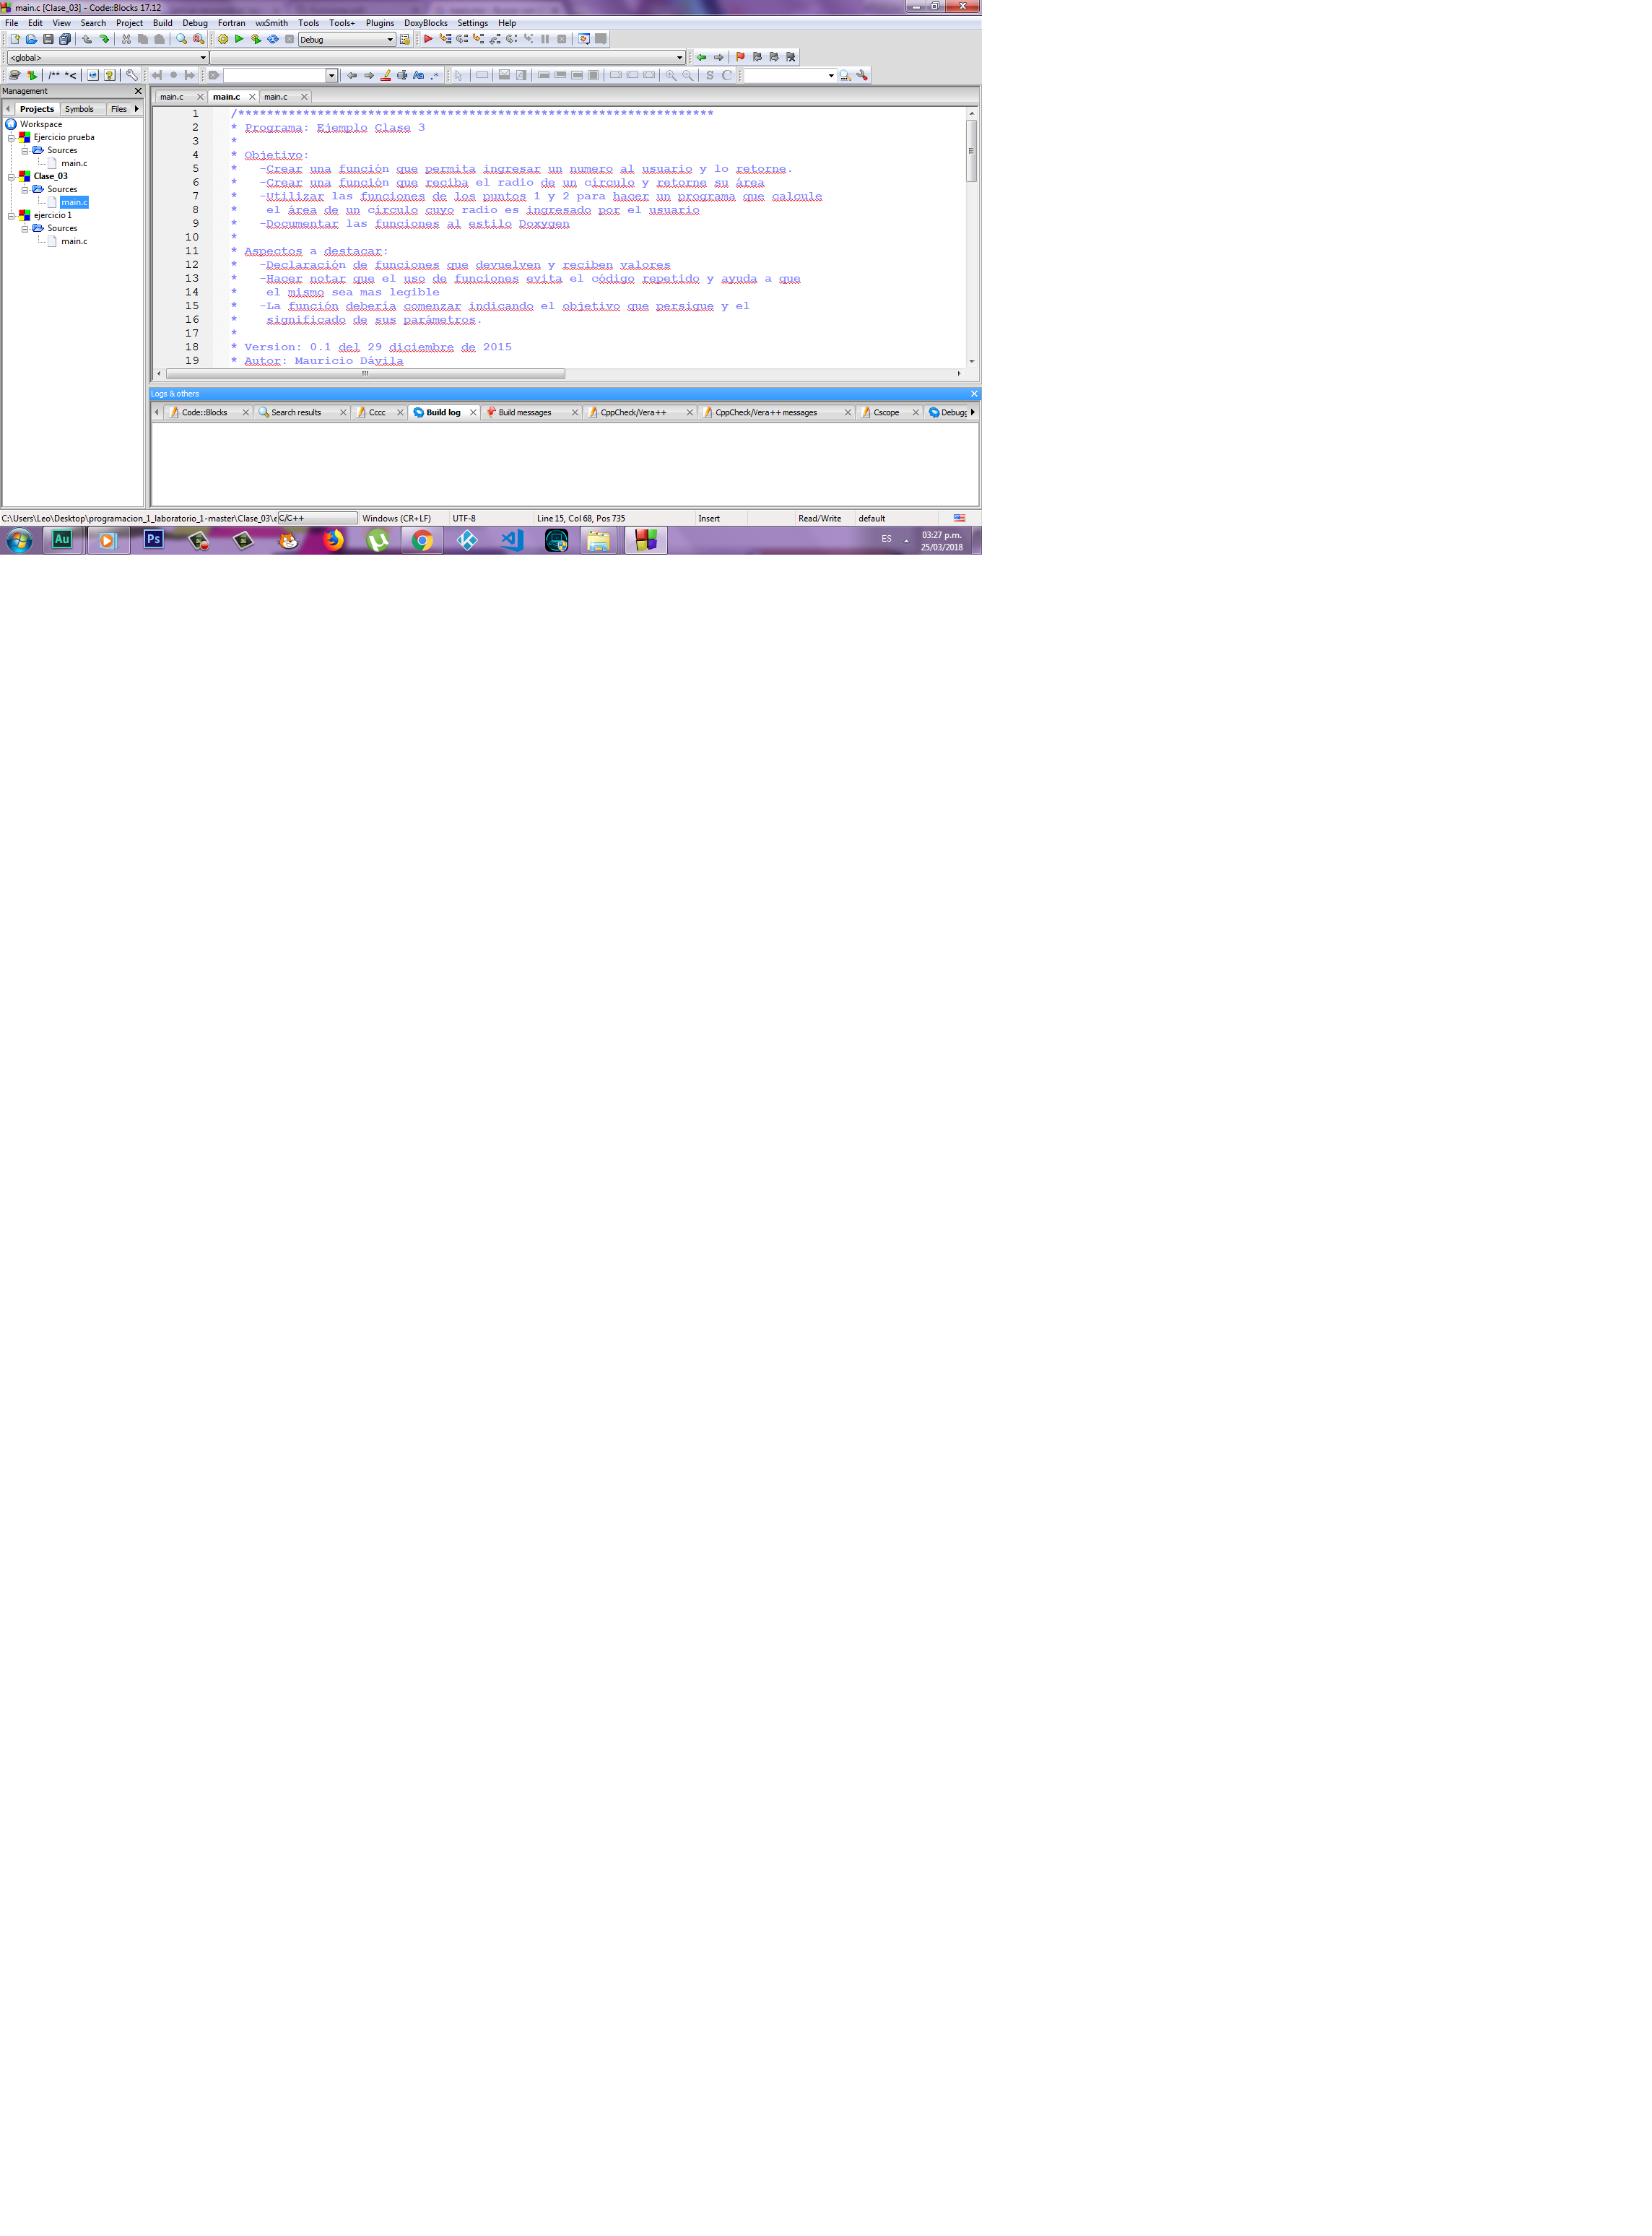 main.c [Clase_03] - Code::Blocks 17.12
File Edit View Search Project Build Debug Fortran wxSmith Tools Tools+ Plugins DoxyBlocks Settings Help
Debug
<global>
/** *<
Aa .*
S C
Management
Projects Symbols Files
Workspace
Ejercicio prueba
Sources
main.c
Clase_03
Sources
main.c
ejercicio 1
Sources
main.c
main.c main.c main.c
1 /******************************************************************
2 * Programa: Ejemplo Clase 3
3 *
4 * Objetivo:
5 * -Crear una función que permita ingresar un numero al usuario y lo retorne.
6 * -Crear una función que reciba el radio de un círculo y retorne su área
7 * -Utilizar las funciones de los puntos 1 y 2 para hacer un programa que calcule
8 * el área de un círculo cuyo radio es ingresado por el usuario
9 * -Documentar las funciones al estilo Doxygen
10 *
11 * Aspectos a destacar:
12 * -Declaración de funciones que devuelven y reciben valores
13 * -Hacer notar que el uso de funciones evita el código repetido y ayuda a que
14 * el mismo sea mas legible
15 * -La función debería comenzar indicando el objetivo que persigue y el
16 * significado de sus parámetros.
17 *
18 * Version: 0.1 del 29 diciembre de 2015
19 * Autor: Mauricio Dávila
Logs & others
Code::Blocks Search results Cccc Build log Build messages CppCheck/Vera++ CppCheck/Vera++ messages Cscope Debugg
C:\Users\Leo\Desktop\programacion_1_laboratorio_1-master\Clase_03\e C/C++ Windows (CR+LF) UTF-8 Line 15, Col 68, Pos 735 Insert Read/Write default
Au Ps ES 03:27 p.m.
25/03/2018